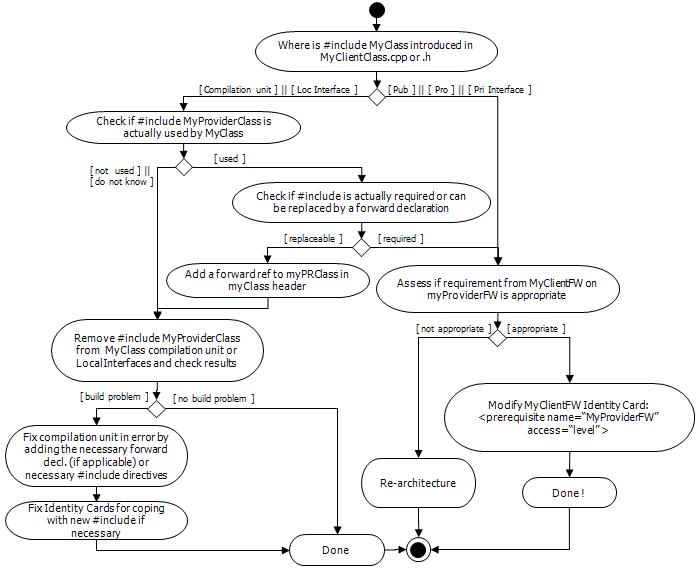 Where is #include MyClass introduced in
MyClientClass.cpp or .h
[ Compilation unit ] || [ Loc Interface ]
[ Pub ] || [ Pro ] || [ Pri Interface ]
Check if #include MyProviderClass is
actually used by MyClass
[ not used ] ||
[ do not know ]
[ used ]
Check if #include is actually required or can
be replaced by a forward declaration
[ replaceable ]
[ required ]
Add a forward ref to myPRClass in
myClass header
Assess if requirement from MyClientFW on
myProviderFW is appropriate
Remove #include MyProviderClass
from MyClass compilation unit or
LocalInterfaces and check results
[ not appropriate ]
[ appropriate ]
[ build problem ]
[ no build problem ]
Modify MyClientFW Identity Card:
<prerequisite name="MyProviderFW"
access="level">
Fix compilation unit in error by
adding the necessary forward
decl. (if applicable) or
necessary #include directives
Re-architecture
Done !
Fix Identity Cards for coping
with new #include if
necessary
Done